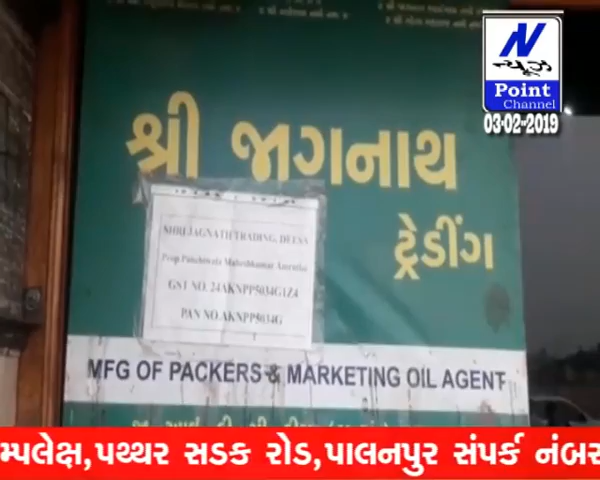 N
ન્યૂઝ
Point
Channel
03-02-2019
શ્રી જાગનાથ
ટ્રેડીંગ
SHRI JAGNATH TRADING, DEESA
Prop Panchiwala Maheshkumar Amrutlal
GST NO. 24AKNPP5034G1Z4
PAN NO. AKNPP5034G
MFG OF PACKERS & MARKETING OIL AGENT
મ્પલેક્ષ,પથ્થર સડક રોડ,પાલનપુર સંપર્ક નંબર